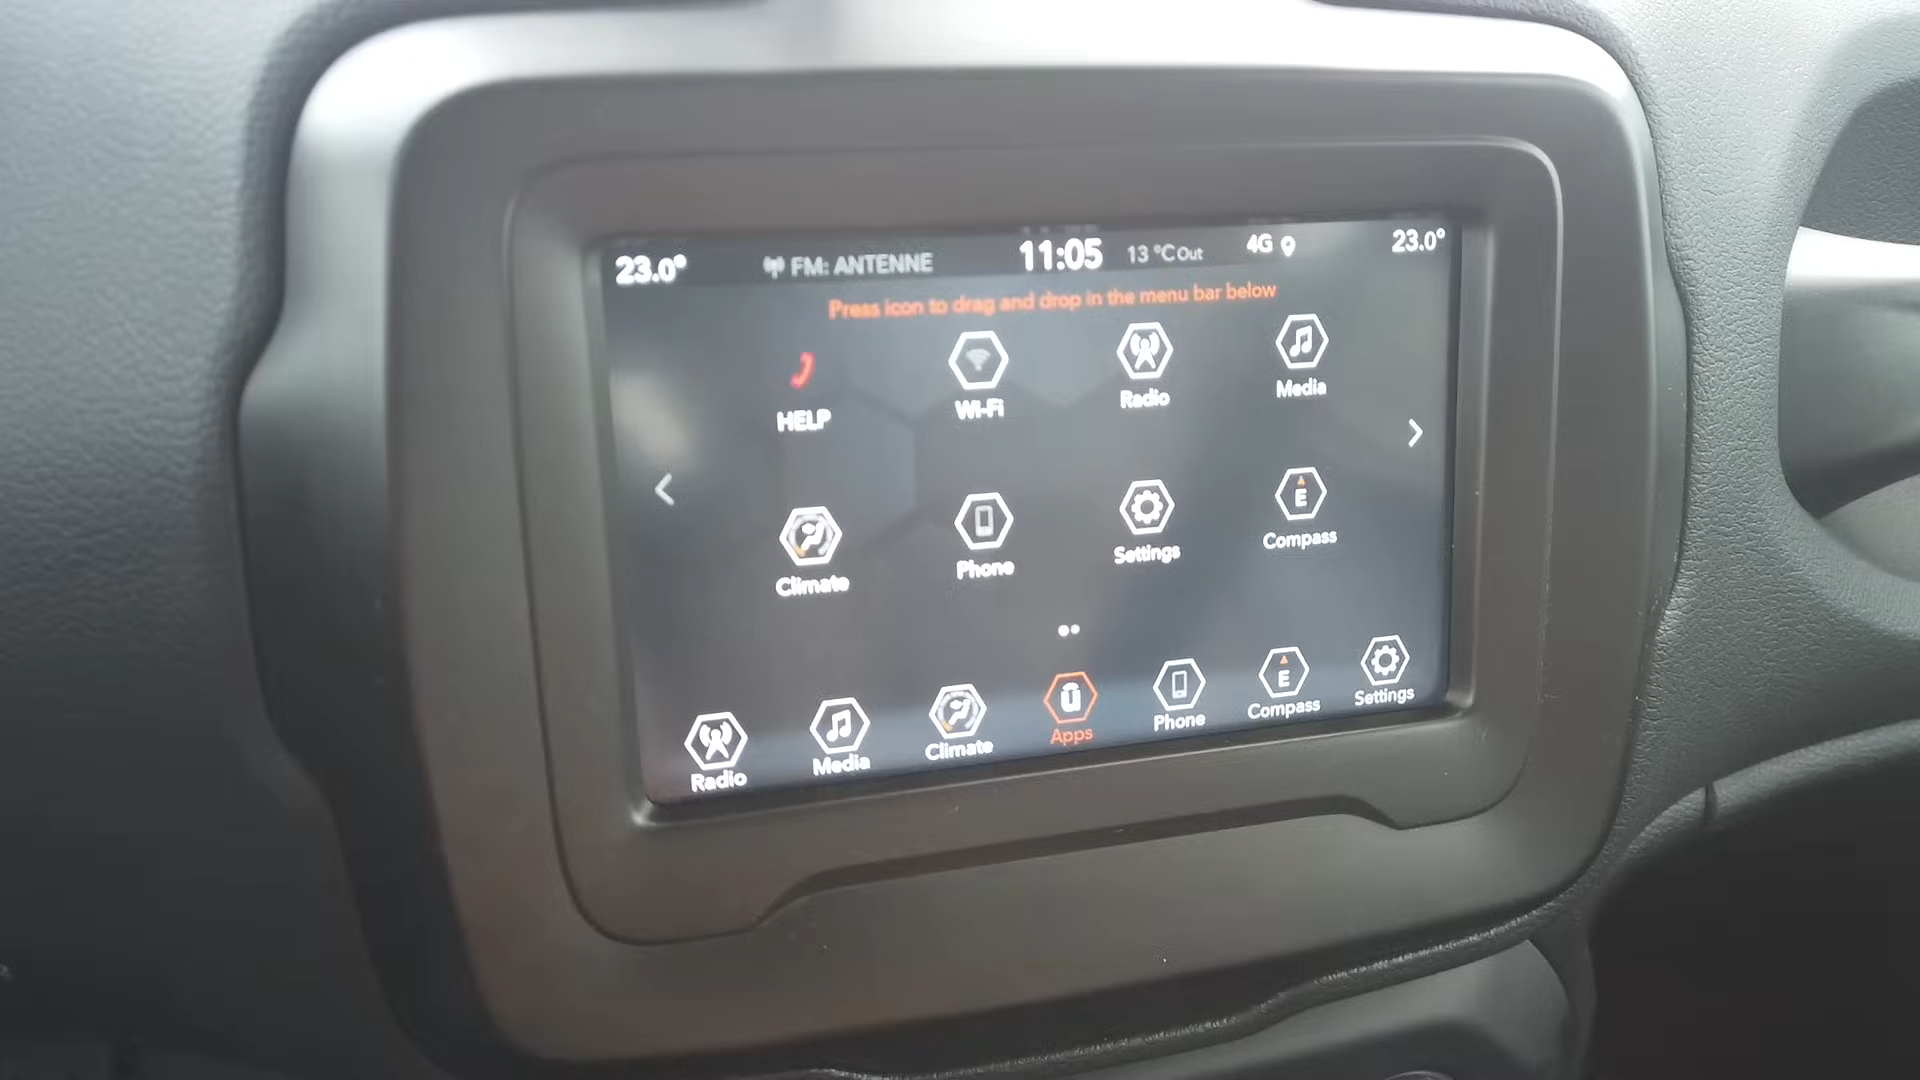 23.0° FM: ANTENNE 11:05 13 °C Out 4G 23.0°
Press icon to drag and drop in the menu bar below
HELP Wi-Fi Radio Media
Climate Phone Settings E Compass
Radio Media Climate ū Apps Phone E Compass Settings